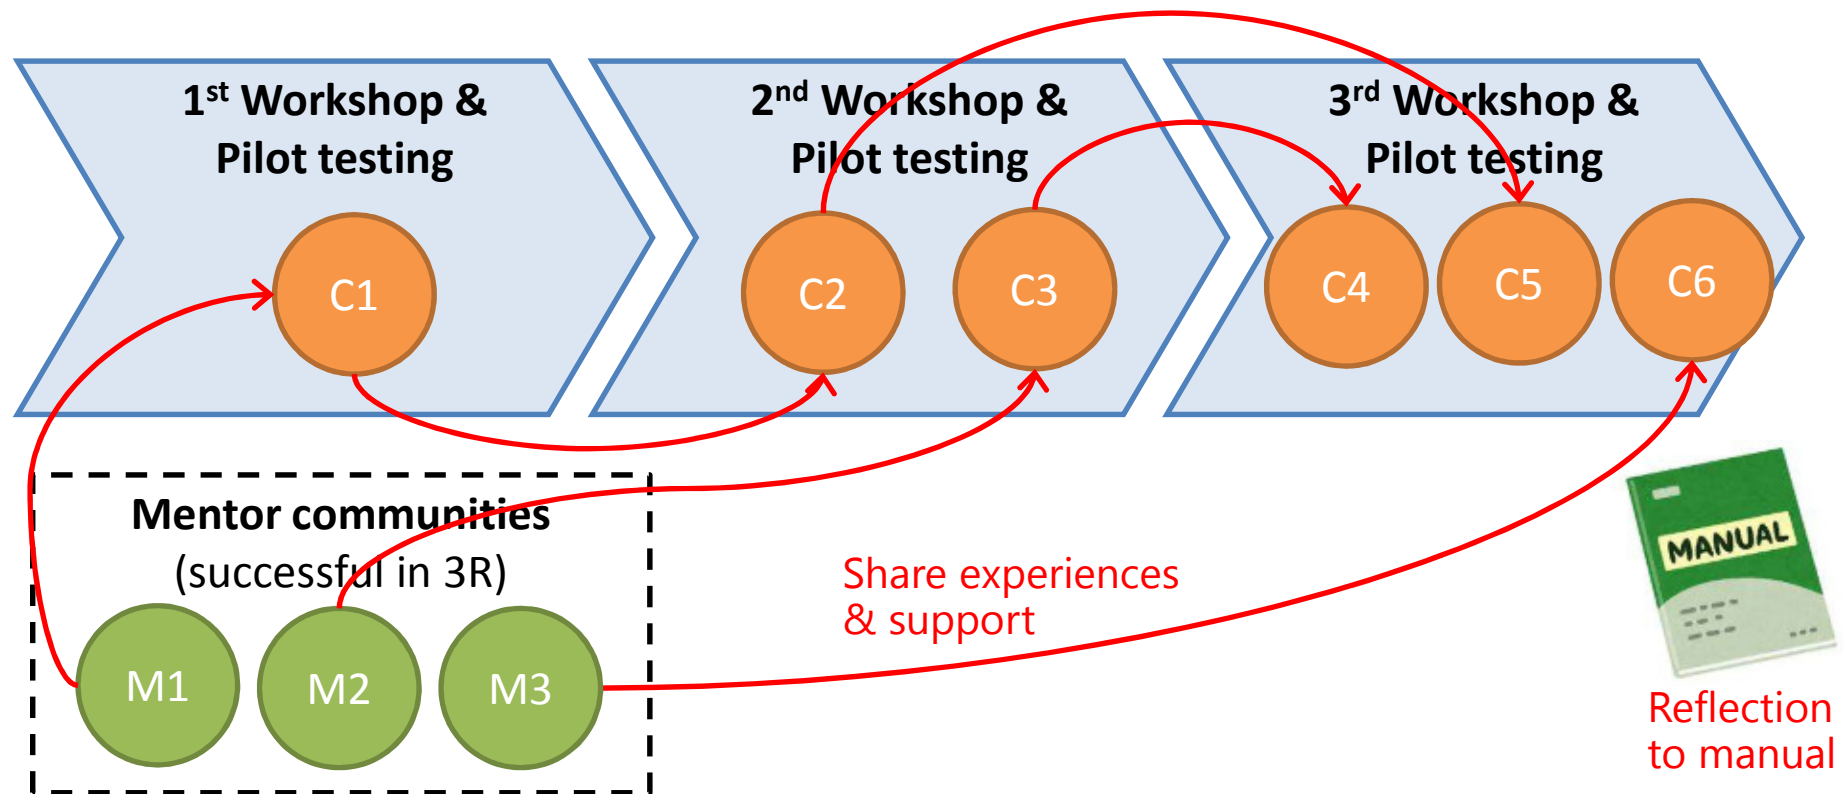 1st Workshop &
Pilot testing
2nd Workshop &
Pilot testing
3rd Workshop &
Pilot testing
C1
C2
C3
C4
C5
C6
Mentor communities
(successful in 3R)
M1
M2
M3
Share experiences
& support
MANUAL
Reflection
to manual